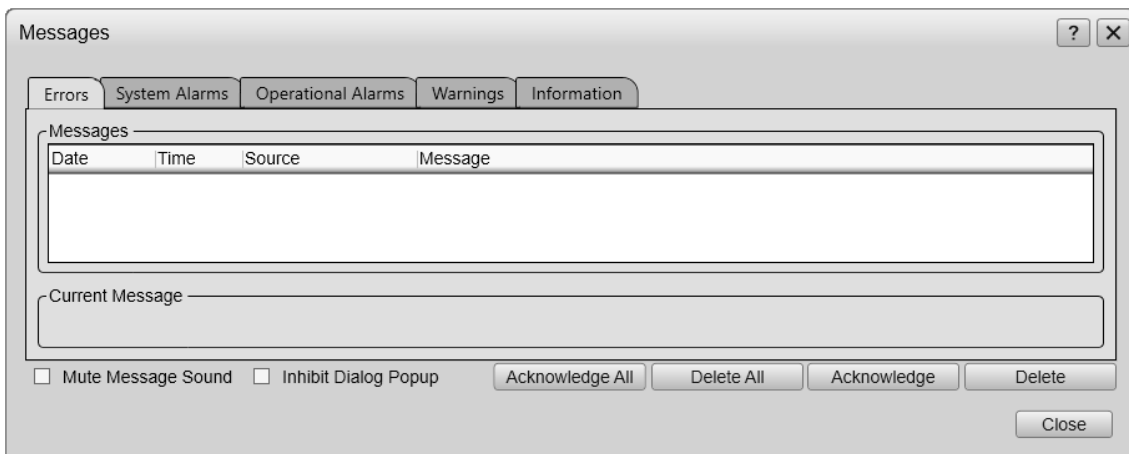 Messages ?
Errors System Alarms Operational Alarms Warnings Information
Messages
Date Time Source Message
Current Message
Mute Message Sound Inhibit Dialog Popup Acknowledge All Delete All Acknowledge Delete
Close